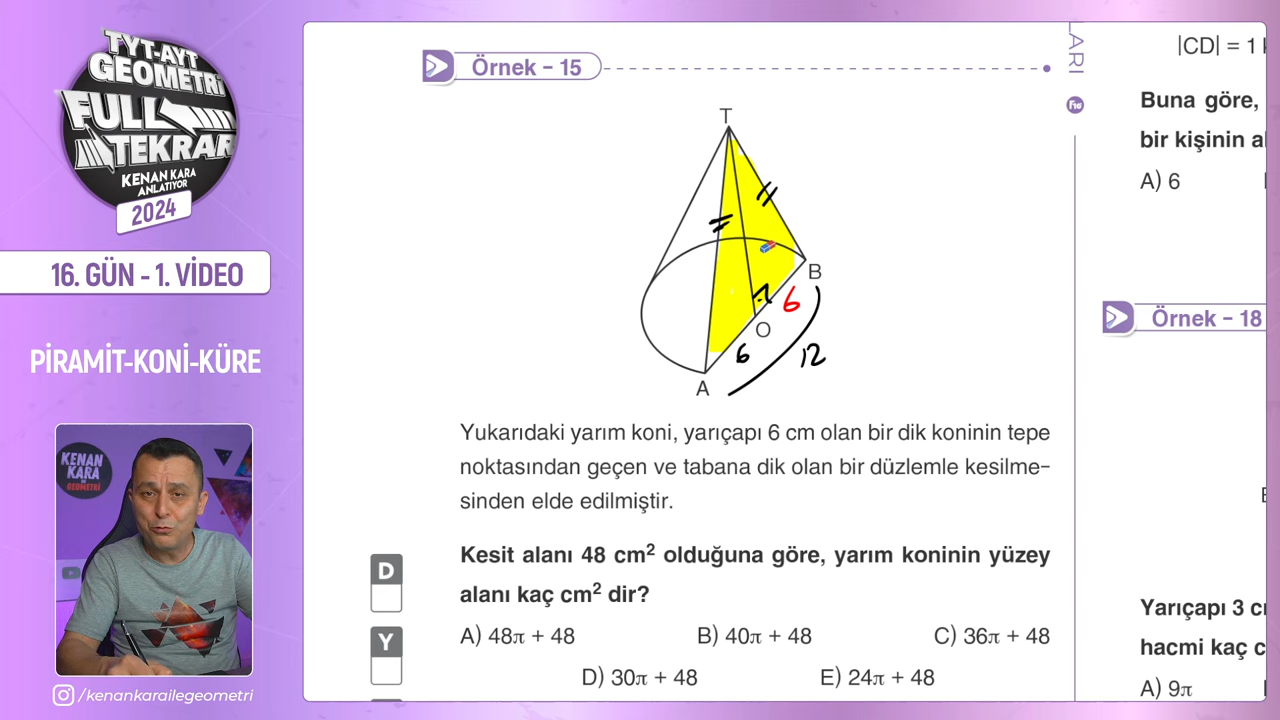 TYT-AYT
GEOMETRİ
FULL
TEKRAR
KENAN KARA
ANLATIYOR
2024
16. GÜN - 1. VİDEO
PİRAMİT-KONİ-KÜRE
KENAN
KARA
GEOMETRİ
/kenankarailegeometri
Örnek – 15
T
B
6
O
6
12
A
Yukarıdaki yarım koni, yarıçapı 6 cm olan bir dik koninin tepe
noktasından geçen ve tabana dik olan bir düzlemle kesilme-
sinden elde edilmiştir.
Kesit alanı 48 cm² olduğuna göre, yarım koninin yüzey
alanı kaç cm² dir?
A) 48π + 48 B) 40π + 48 C) 36π + 48
D) 30π + 48 E) 24π + 48
D
Y
LARI
|CD| = 1
Buna göre,
bir kişinin
A) 6
Örnek – 18
Yarıçapı 3
hacmi kaç
A) 9π